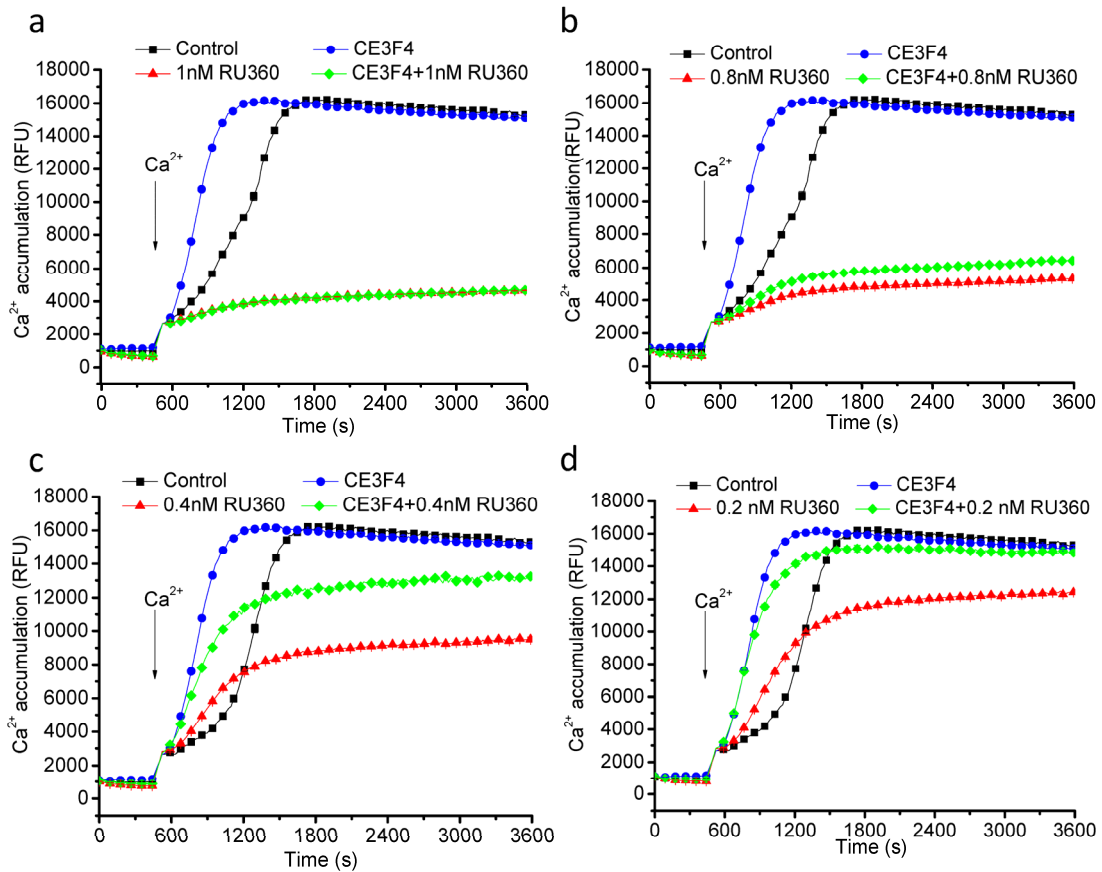 a
Control
CE3F4
1nM RU360
CE3F4+1nM RU360
Ca²⁺ accumulation (RFU)
18000
16000
14000
12000
10000
8000
6000
4000
2000
0
Ca²⁺
0 600 1200 1800 2400 3000 3600
Time (s)
b
Control
CE3F4
0.8nM RU360
CE3F4+0.8nM RU360
Ca²⁺ accumulation(RFU)
18000
16000
14000
12000
10000
8000
6000
4000
2000
0
Ca²⁺
0 600 1200 1800 2400 3000 3600
Time (s)
c
Control
CE3F4
0.4nM RU360
CE3F4+0.4nM RU360
Ca²⁺ accumulation (RFU)
18000
16000
14000
12000
10000
8000
6000
4000
2000
0
Ca²⁺
0 600 1200 1800 2400 3000 3600
Time (s)
d
Control
CE3F4
0.2 nM RU360
CE3F4+0.2 nM RU360
Ca²⁺ accumulation (RFU)
18000
16000
14000
12000
10000
8000
6000
4000
2000
0
Ca²⁺
0 600 1200 1800 2400 3000 3600
Time (s)